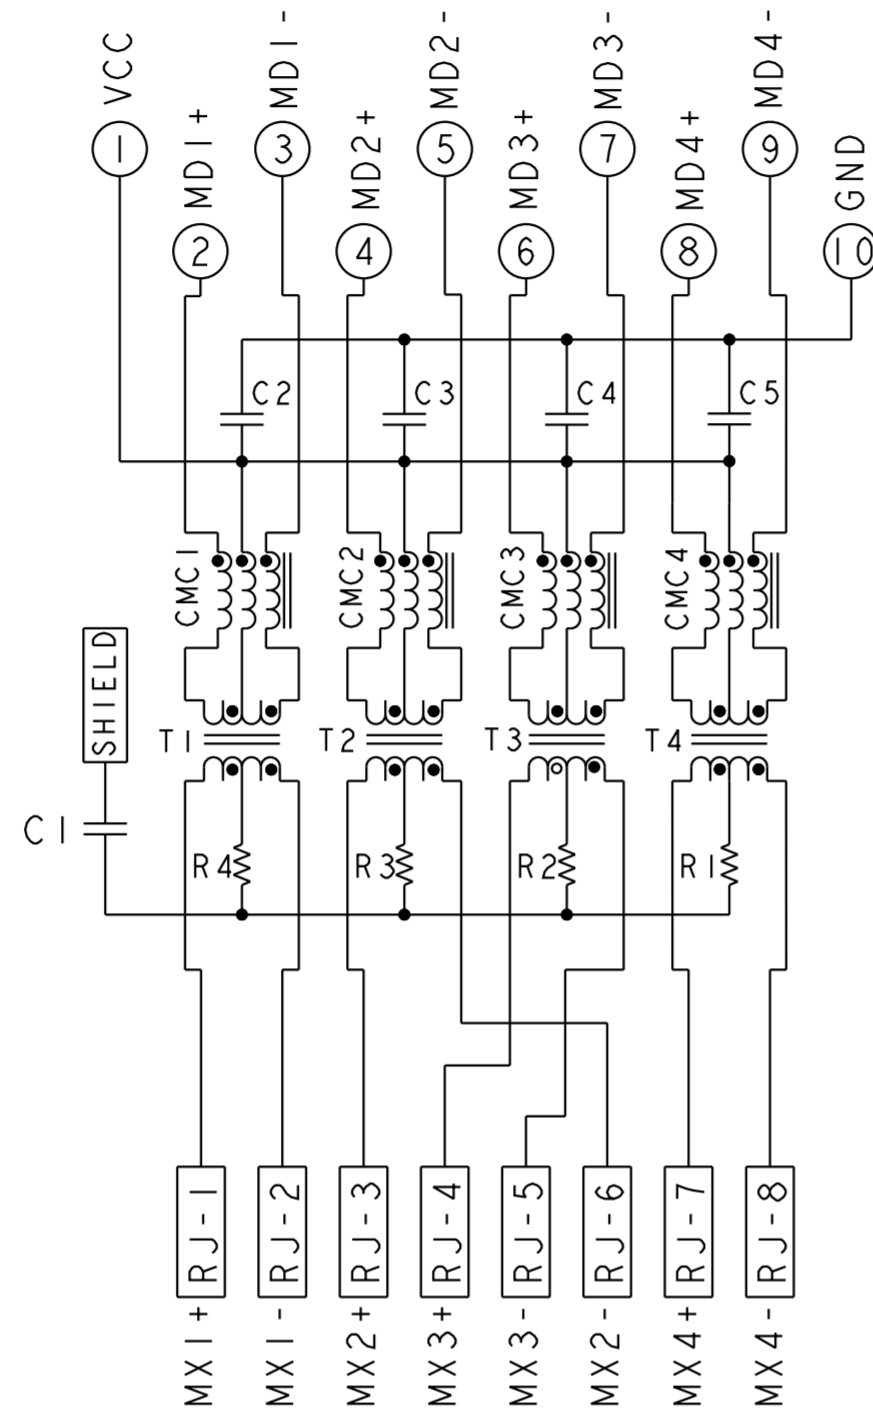 VCC
MD1+
MD1-
MD2+
MD2-
MD3+
MD3-
MD4+
MD4-
GND
1
3
5
7
9
2
4
6
8
10
C2
C3
C4
C5
CMC1
CMC2
CMC3
CMC4
SHIELD
T1
T2
T3
T4
C1
R4
R3
R2
R1
RJ-1
RJ-2
RJ-3
RJ-4
RJ-5
RJ-6
RJ-7
RJ-8
MX1+
MX1-
MX2+
MX3+
MX3-
MX2-
MX4+
MX4-